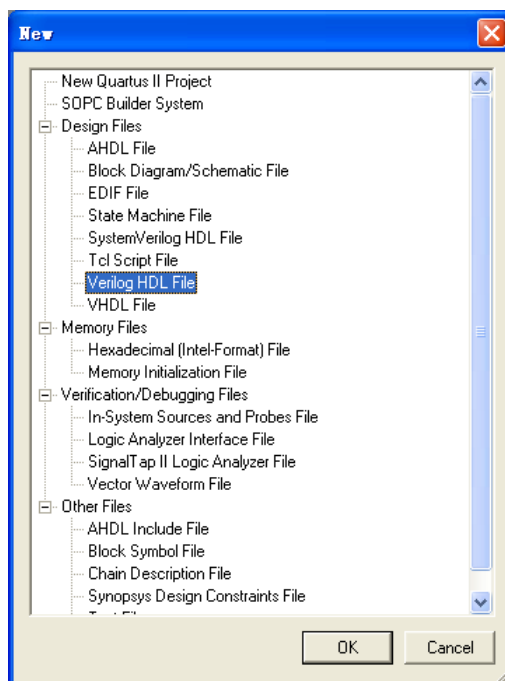 New
New Quartus II Project
SOPC Builder System
Design Files
AHDL File
Block Diagram/Schematic File
EDIF File
State Machine File
SystemVerilog HDL File
Tcl Script File
Verilog HDL File
VHDL File
Memory Files
Hexadecimal (Intel-Format) File
Memory Initialization File
Verification/Debugging Files
In-System Sources and Probes File
Logic Analyzer Interface File
SignalTap II Logic Analyzer File
Vector Waveform File
Other Files
AHDL Include File
Block Symbol File
Chain Description File
Synopsys Design Constraints File
OK Cancel